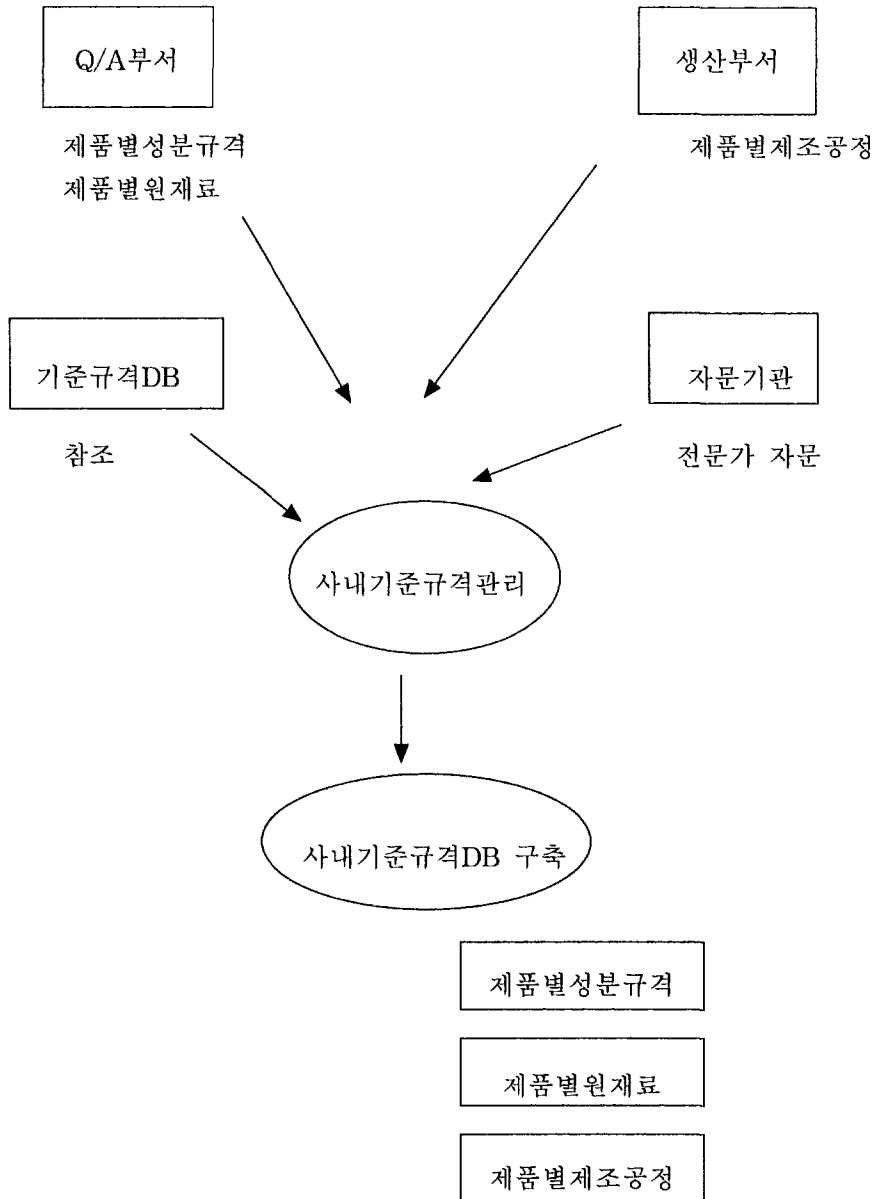 Q/A부서
생산부서
제품별성분규격
제품별제조공정
제품별원재료
기준규격DB
자문기관
참조
전문가 자문
사내기준규격관리
사내기준규격DB 구축
제품별성분규격
제품별원재료
제품별제조공정